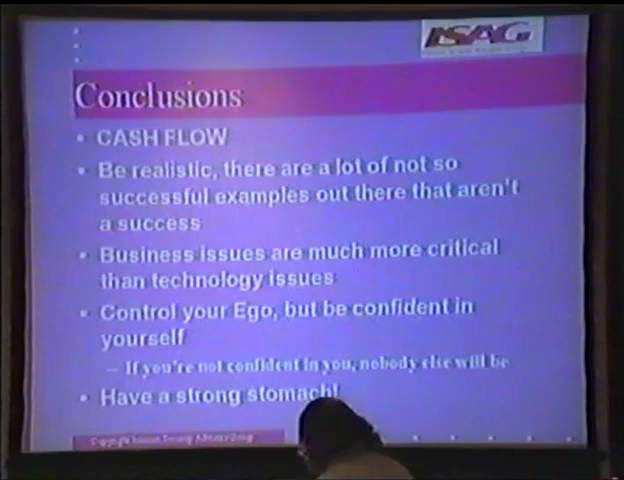 ISAG
Conclusions
• CASH FLOW
• Be realistic, there are a lot of not so
successful examples out there that aren't
a success
• Business issues are much more critical
than technology issues
• Control your Ego, but be confident in
yourself
– If you're not confident in you, nobody else will be
• Have a strong stomach!